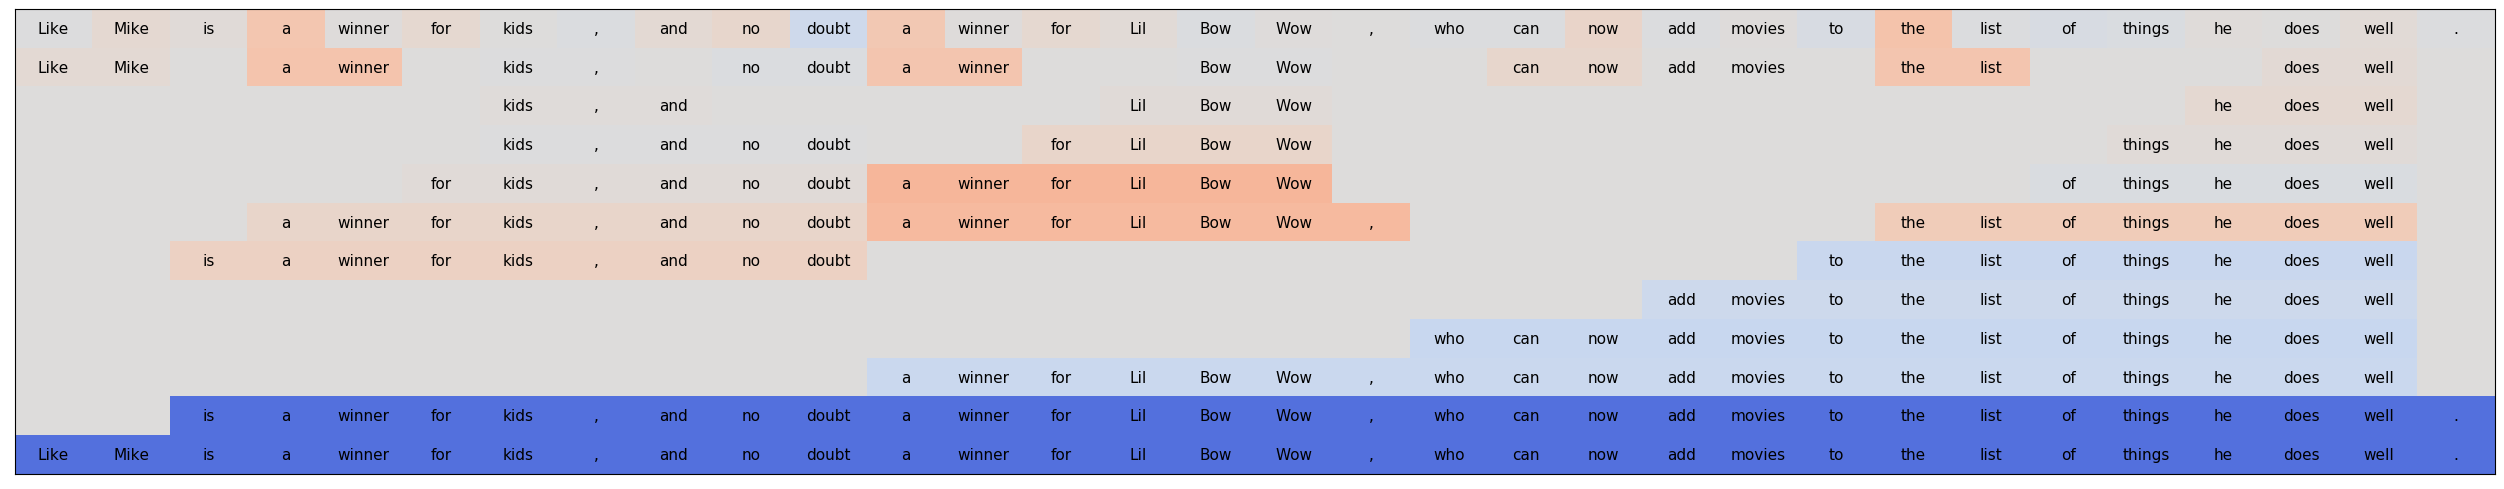 Like Mike is a winner for kids , and no doubt a winner for Lil Bow Wow , who can now add movies to the list of things he does well .
Like Mike a winner kids , no doubt a winner Bow Wow can now add movies the list does well
kids , and Lil Bow Wow he does well
kids , and no doubt for Lil Bow Wow things he does well
for kids , and no doubt a winner for Lil Bow Wow of things he does well
a winner for kids , and no doubt a winner for Lil Bow Wow , the list of things he does well
is a winner for kids , and no doubt to the list of things he does well
add movies to the list of things he does well
who can now add movies to the list of things he does well
a winner for Lil Bow Wow , who can now add movies to the list of things he does well
is a winner for kids , and no doubt a winner for Lil Bow Wow , who can now add movies to the list of things he does well .
Like Mike is a winner for kids , and no doubt a winner for Lil Bow Wow , who can now add movies to the list of things he does well .